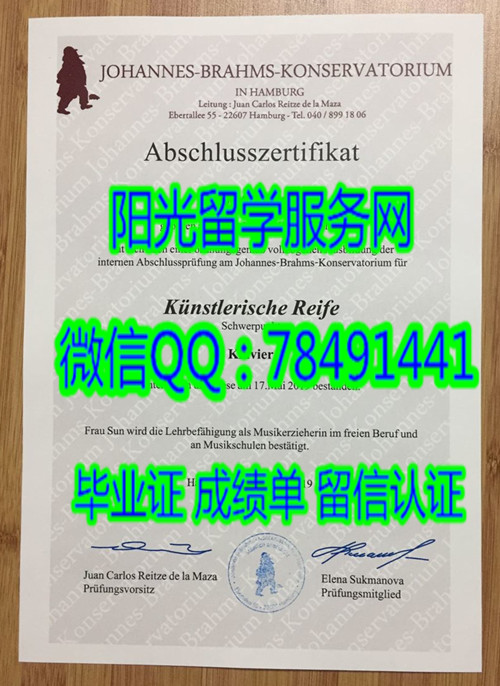 JOHANNES-BRAHMS-KONSERVATORIUM
IN HAMBURG
Leitung: Juan Carlos Reitze de la Maza
Ebertallee 55 - 22607 Hamburg - Tel. 040 / 899 18 06
Abschlusszertifikat
阳光留学服务网
internen Abschlussprüfung am Johannes-Brahms-Konservatorium für
Künstlerische Reife
微信QQ：78491441
am 17.Mai
Frau Sun wird die Lehrbefähigung als Musikerzieherin im freien Beruf und
an Musikschulen bestätigt.
毕业证 成绩单 留信认证
Juan Carlos Reitze de la Maza
Prüfungsvorsitz
Elena Sukmanova
Prüfungsmitglied